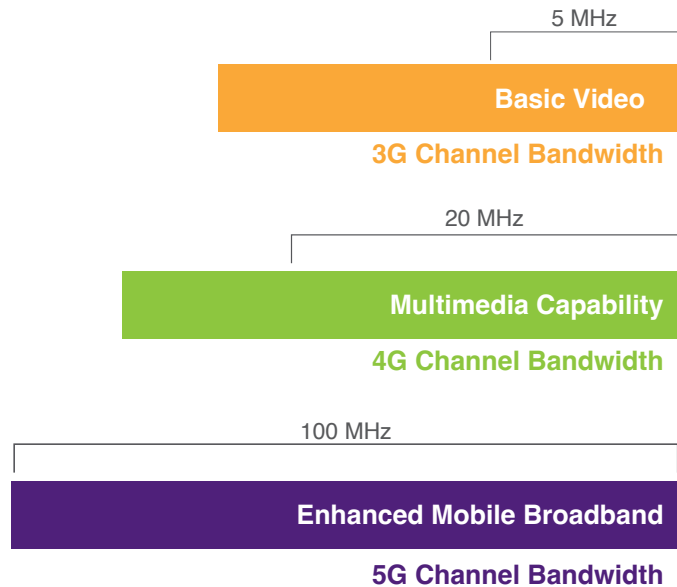 5 MHz
Basic Video
3G Channel Bandwidth
20 MHz
Multimedia Capability
4G Channel Bandwidth
100 MHz
Enhanced Mobile Broadband
5G Channel Bandwidth